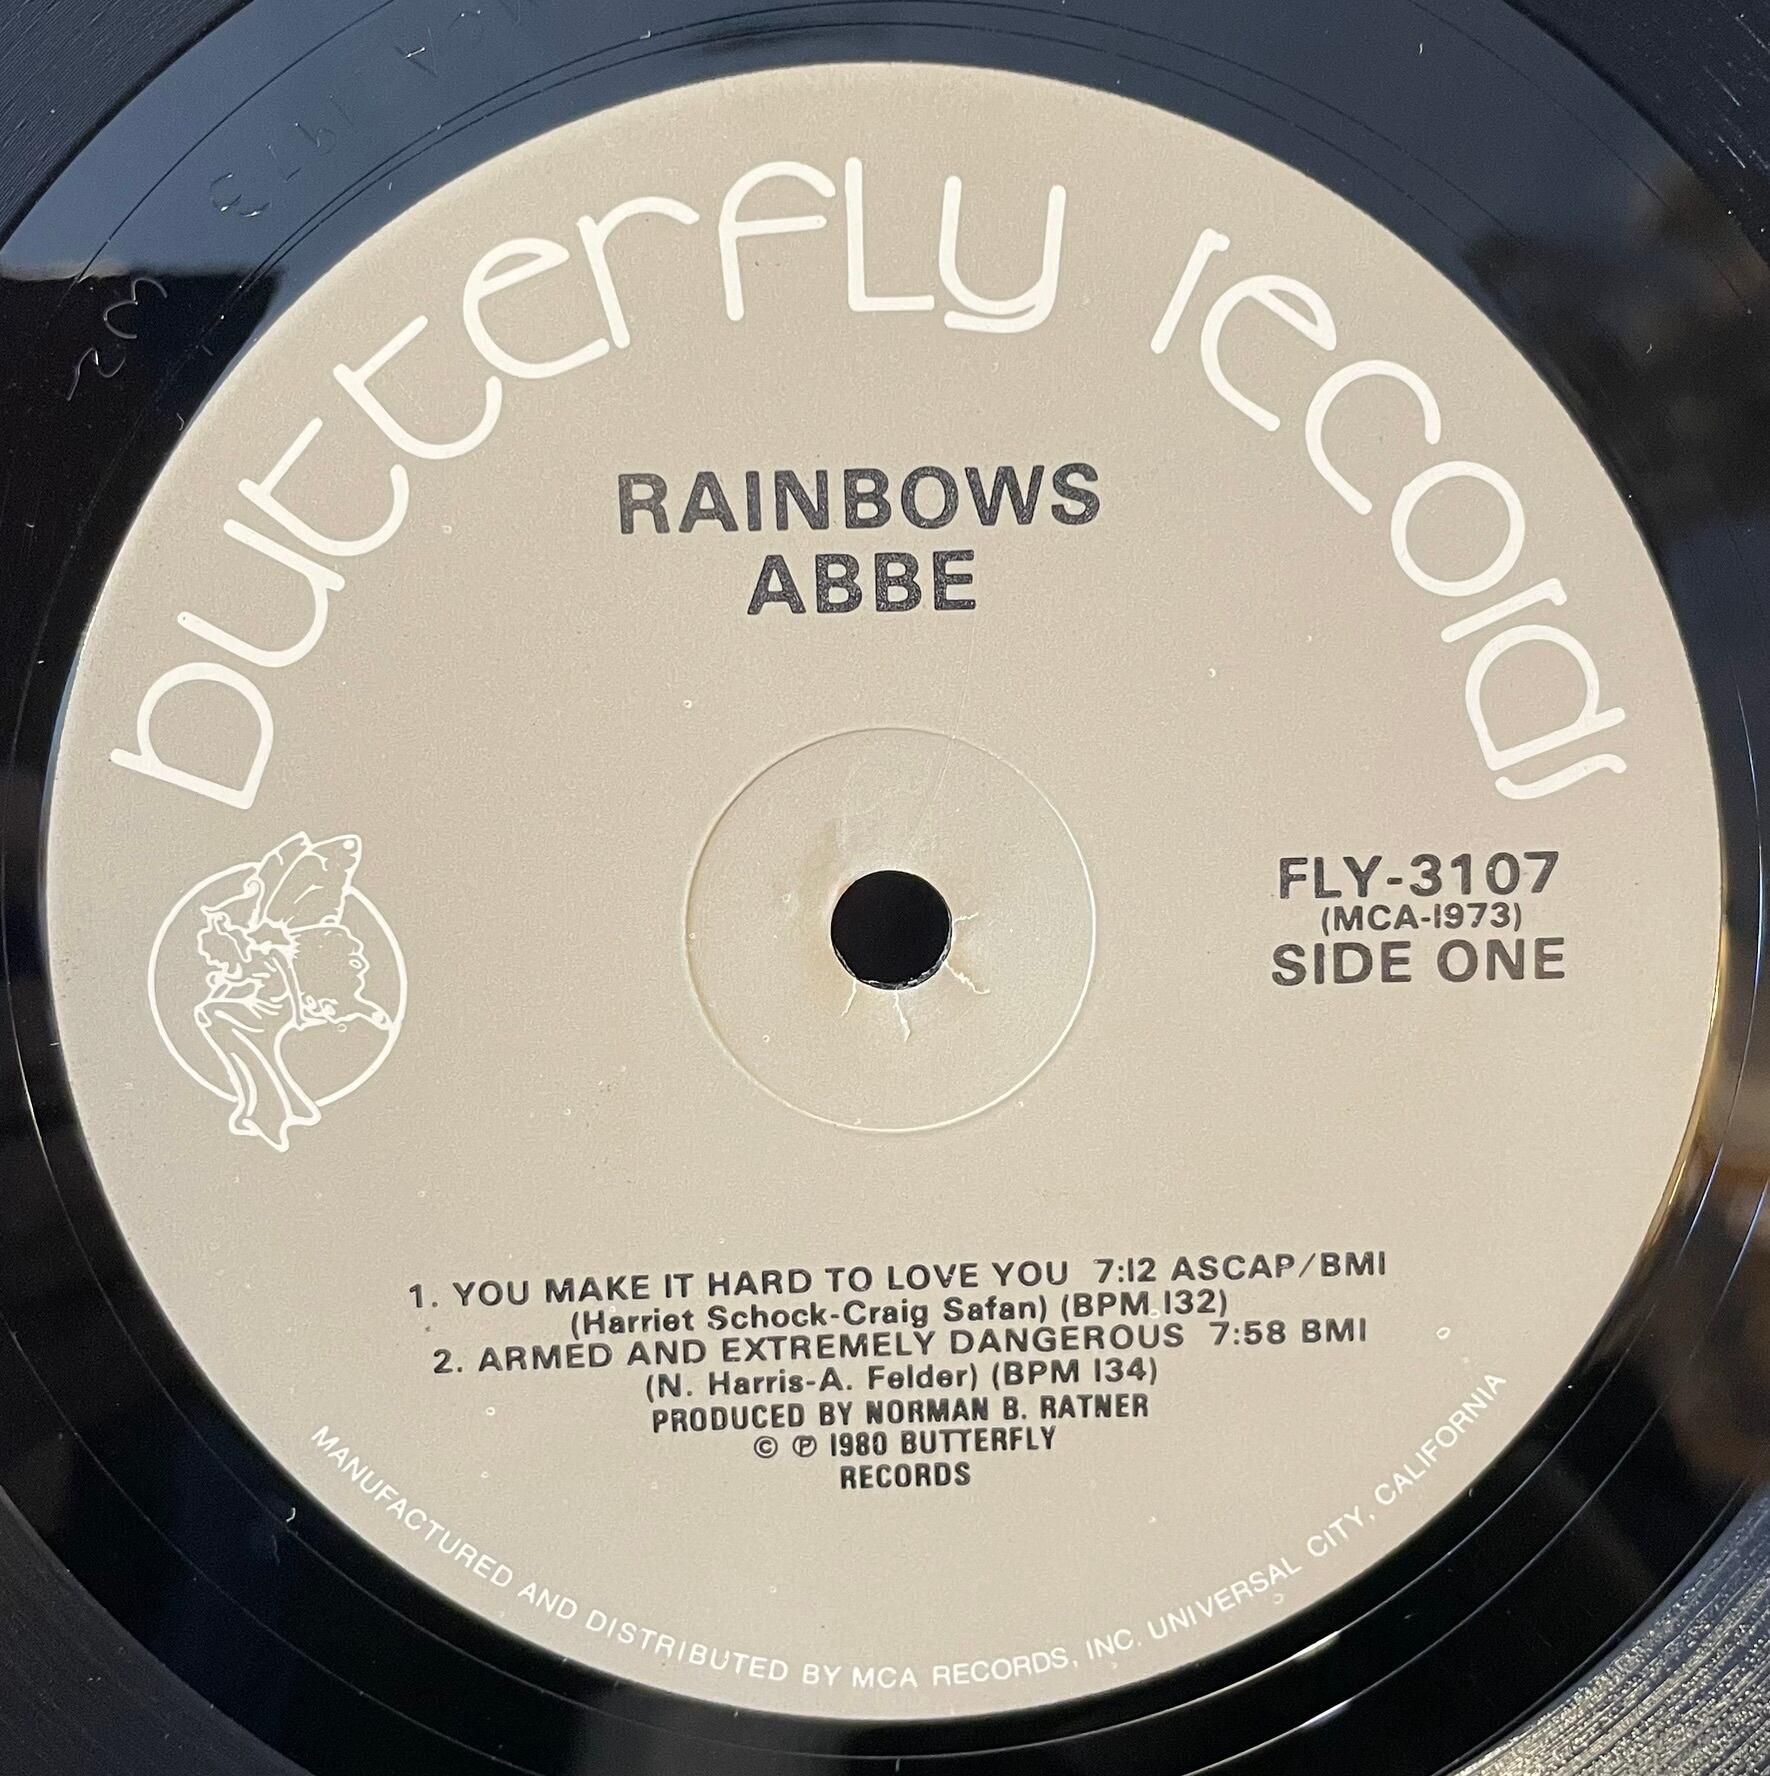 butterfly records
RAINBOWS
ABBE
FLY-3107
(MCA-1973)
SIDE ONE
1. YOU MAKE IT HARD TO LOVE YOU 7:12 ASCAP/BMI
(Harriet Schock-Craig Safan) (BPM 132)
2. ARMED AND EXTREMELY DANGEROUS 7:58 BMI
(N. Harris-A. Felder) (BPM 134)
PRODUCED BY NORMAN B. RATNER
© ℗ 1980 BUTTERFLY
RECORDS
MANUFACTURED AND DISTRIBUTED BY MCA RECORDS, INC. UNIVERSAL CITY, CALIFORNIA